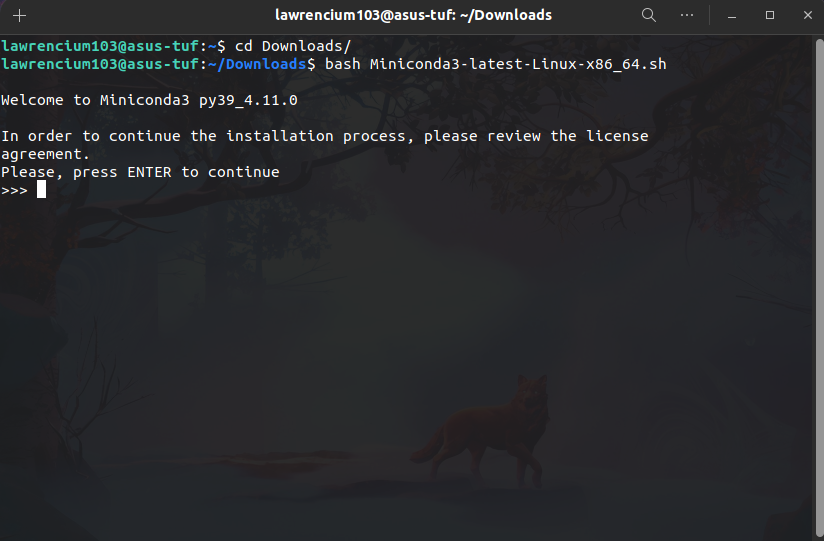 lawrencium103@asus-tuf: ~/Downloads
lawrencium103@asus-tuf:~$ cd Downloads/
lawrencium103@asus-tuf:~/Downloads$ bash Miniconda3-latest-Linux-x86_64.sh
Welcome to Miniconda3 py39_4.11.0
In order to continue the installation process, please review the license
agreement.
Please, press ENTER to continue
>>>